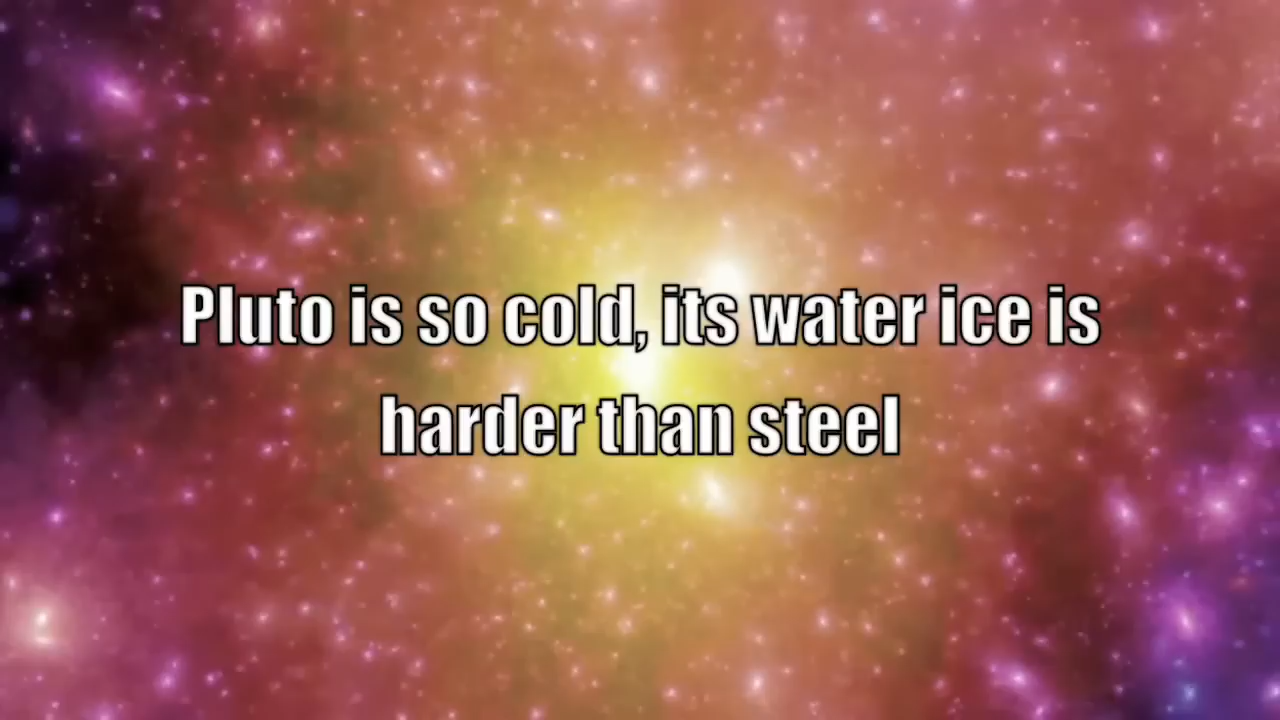 Pluto is so cold, its water ice is
harder than steel